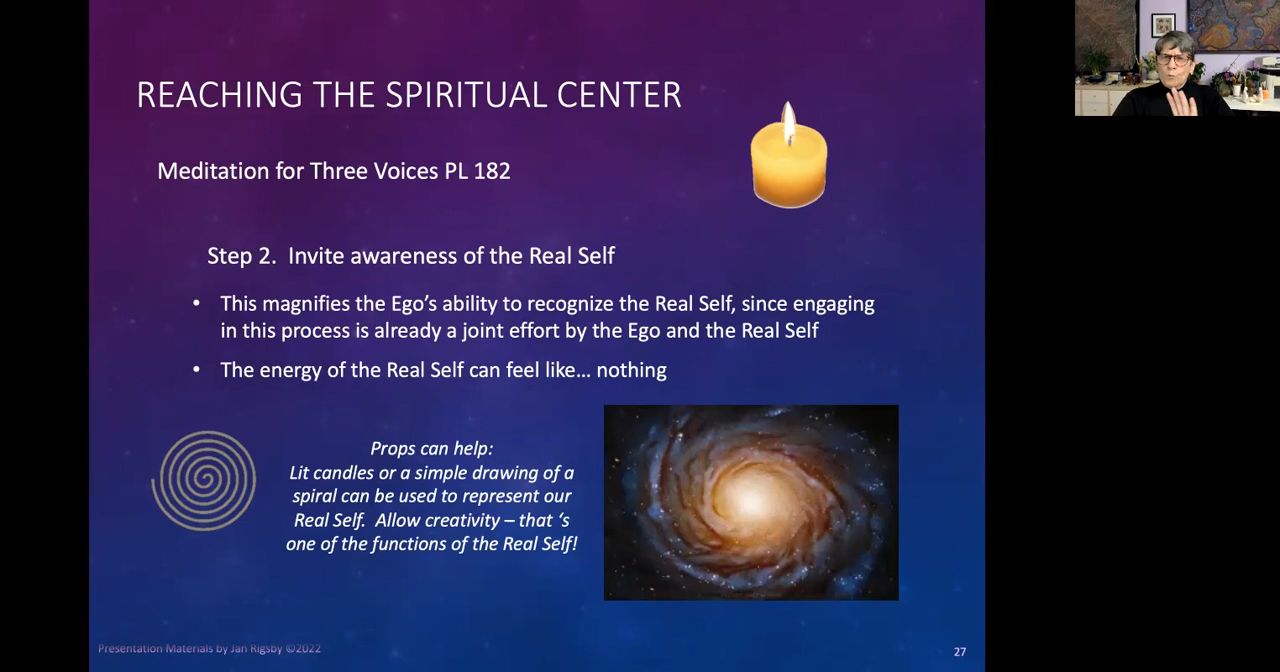 REACHING THE SPIRITUAL CENTER
Meditation for Three Voices PL 182
Step 2.  Invite awareness of the Real Self
• This magnifies the Ego's ability to recognize the Real Self, since engaging
in this process is already a joint effort by the Ego and the Real Self
• The energy of the Real Self can feel like... nothing
Props can help:
Lit candles or a simple drawing of a
spiral can be used to represent our
Real Self.  Allow creativity – that 's
one of the functions of the Real Self!
Presentation Materials by Jan Rigsby ©2022
27